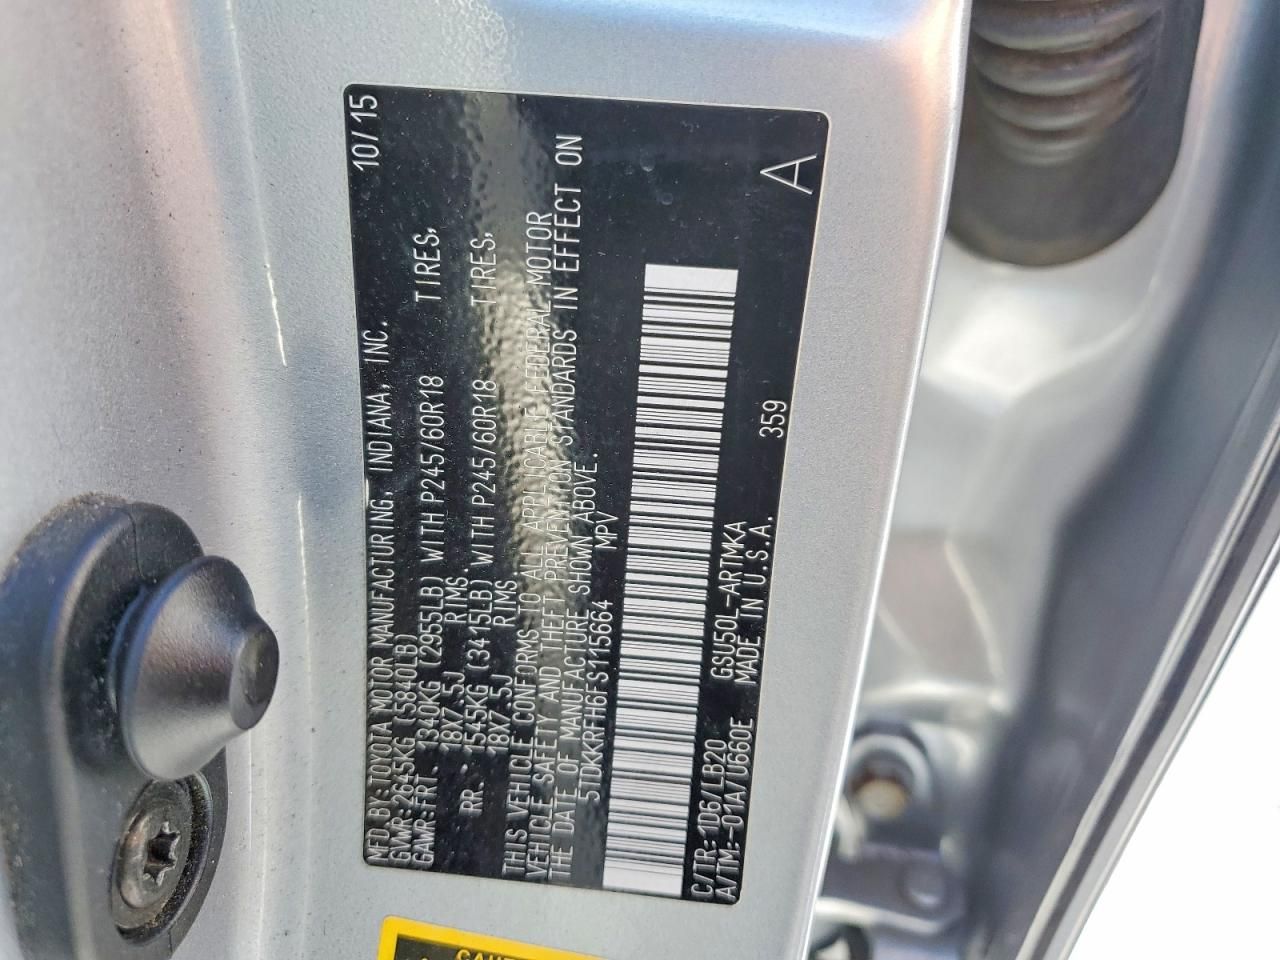 MFD.BY:TOYOTA MOTOR MANUFACTURING, INDIANA, INC. 10/15
GVWR:2645KG (5840LB)
GAWR:FRT 1340KG (2955LB) WITH P245/60R18 TIRES,
18X7.5J RIMS
RR 1545KG (3415LB) WITH P245/60R18 TIRES,
18X7.5J RIMS
THIS VEHICLE CONFORMS TO ALL APPLICABLE FEDERAL MOTOR
VEHICLE SAFETY AND THEFT PREVENTION STANDARDS IN EFFECT ON
THE DATE OF MANUFACTURE SHOWN ABOVE.
5TDKKRFH6FS115664 MPV
C/TR:1D6/LB20 GSU50L-ARTMKA 359 A
A/TM:-01A/U660E MADE IN U.S.A.